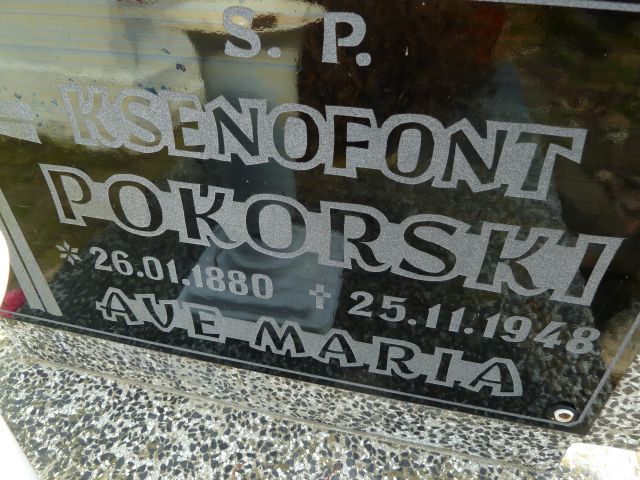 S. P.
KSENOFONT
POKORSKI
* 26.01.1880 † 25.11.1948
AVE MARIA